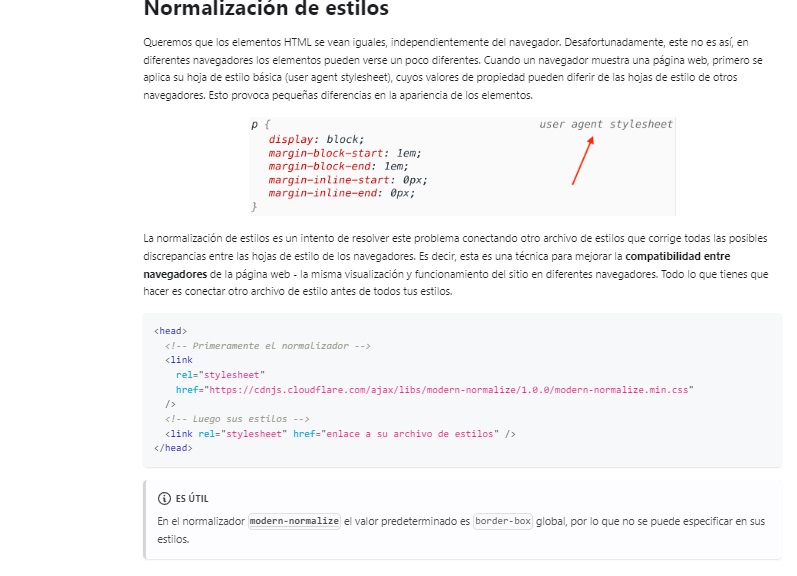 Normalización de estilos
Queremos que los elementos HTML se vean iguales, independientemente del navegador. Desafortunadamente, este no es así, en
diferentes navegadores los elementos pueden verse un poco diferentes. Cuando un navegador muestra una página web, primero se
aplica su hoja de estilo básica (user agent stylesheet), cuyos valores de propiedad pueden diferir de las hojas de estilo de otros
navegadores. Esto provoca pequeñas diferencias en la apariencia de los elementos.
p { user agent stylesheet
display: block;
margin-block-start: 1em;
margin-block-end: 1em;
margin-inline-start: 0px;
margin-inline-end: 0px;
}
La normalización de estilos es un intento de resolver este problema conectando otro archivo de estilos que corrige todas las posibles
discrepancias entre las hojas de estilo de los navegadores. Es decir, esta es una técnica para mejorar la compatibilidad entre
navegadores de la página web - la misma visualización y funcionamiento del sitio en diferentes navegadores. Todo lo que tienes que
hacer es conectar otro archivo de estilo antes de todos tus estilos.
<head>
<!-- Primeramente el normalizador -->
<link
rel="stylesheet"
href="https://cdnjs.cloudflare.com/ajax/libs/modern-normalize/1.0.0/modern-normalize.min.css"
/>
<!-- Luego sus estilos -->
<link rel="stylesheet" href="enlace a su archivo de estilos" />
</head>
ES ÚTIL
En el normalizador modern-normalize el valor predeterminado es border-box global, por lo que no se puede especificar en sus
estilos.